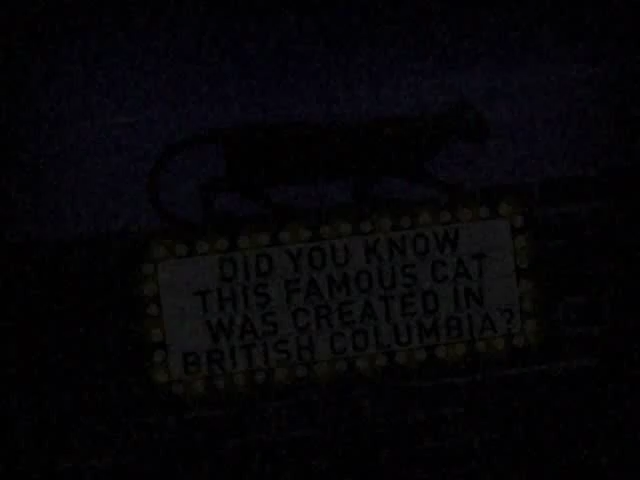 DID YOU KNOW
THIS FAMOUS CAT
WAS CREATED IN
BRITISH COLUMBIA?